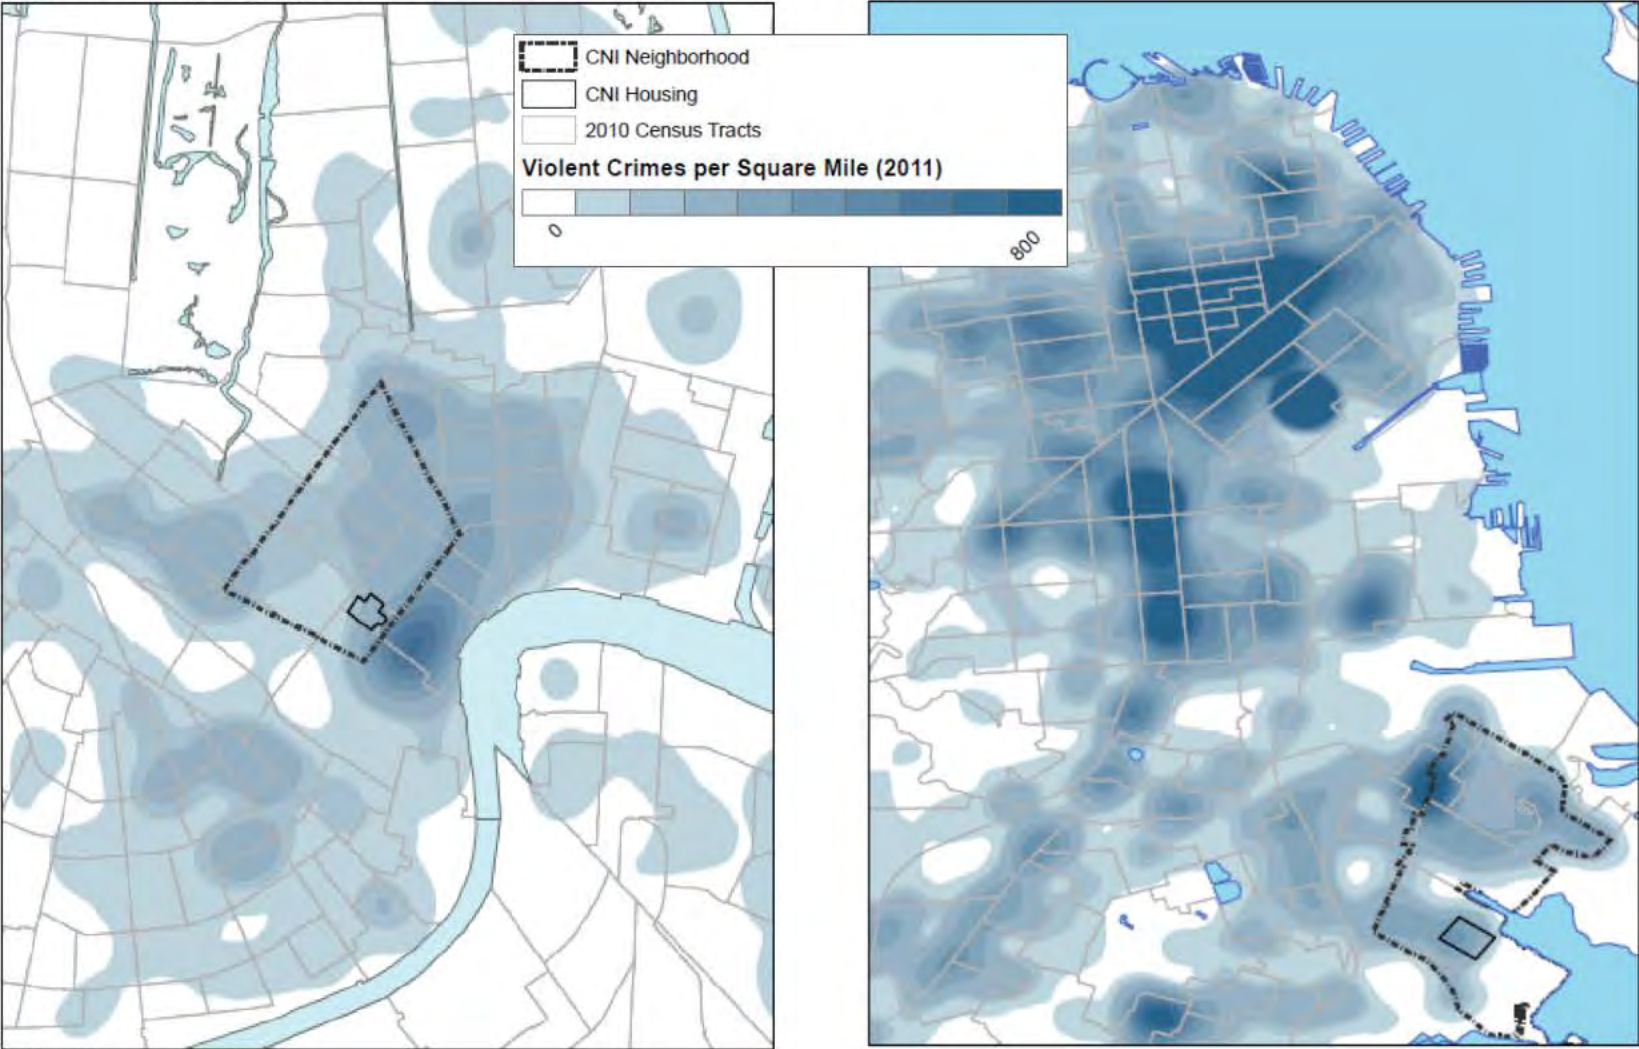 CNI Neighborhood
CNI Housing
2010 Census Tracts
Violent Crimes per Square Mile (2011)
0
800